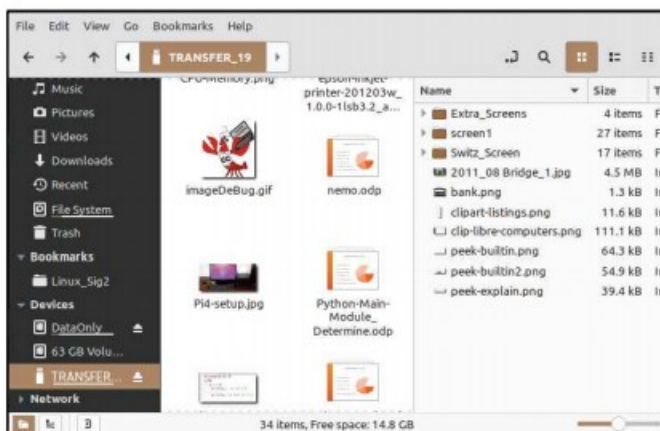 File Edit View Go Bookmarks Help
TRANSFER_19
Music
Pictures
Videos
Downloads
Recent
File System
Trash
Bookmarks
Linux_Sig2
Devices
DataOnly
63 GB Volu...
TRANSFER...
Network
CPU-Memory.png
epson-inkjet-
printer-201203w_
1.0.0-1lsb3.2_a...
imageDeBug.gif
nemo.odp
Pi4-setup.jpg
Python-Main-
Module_
Determine.odp
Name Size T
Extra_Screens 4 items F
screen1 27 items F
Switz_Screen 17 items F
2011_08 Bridge_1.jpg 4.5 MB I
bank.png 1.3 kB I
clipart-listings.png 11.6 kB I
clip-libre-computers.png 111.1 kB I
peek-builtin.png 64.3 kB I
peek-builtin2.png 54.9 kB I
peek-explain.png 39.4 kB I
34 items, Free space: 14.8 GB